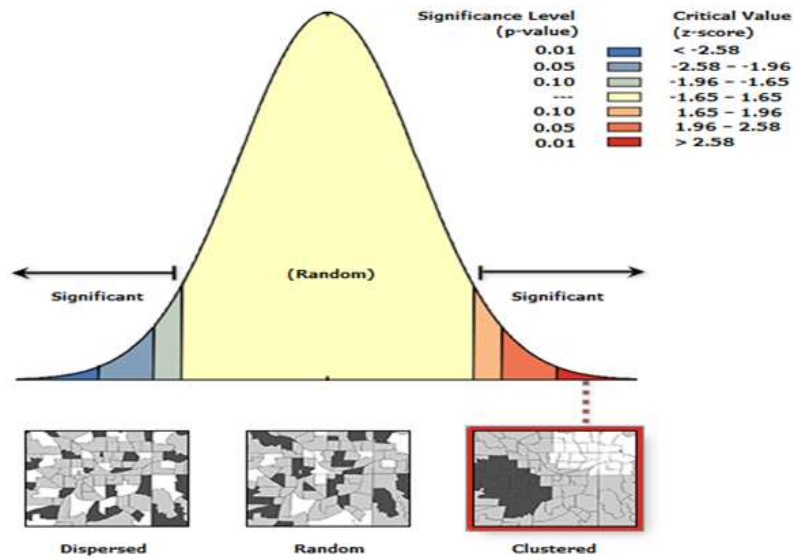 Significance Level (p-value) Critical Value (z-score)
0.01 < -2.58
0.05 -2.58 – -1.96
0.10 -1.96 – -1.65
--- -1.65 – 1.65
0.10 1.65 – 1.96
0.05 1.96 – 2.58
0.01 > 2.58
(Random)
Significant Significant
Dispersed Random Clustered